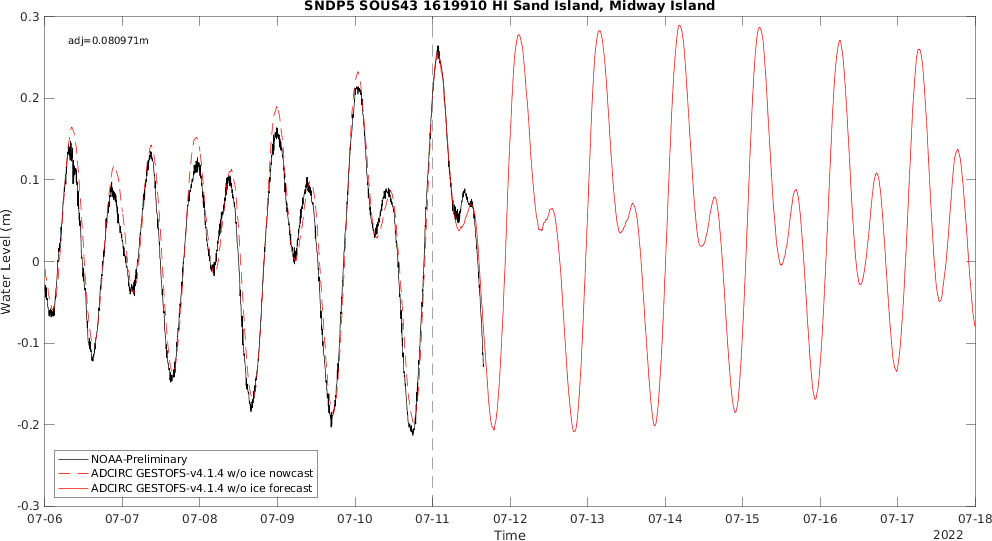 SNDP5 SOUS43 1619910 HI Sand Island, Midway Island
adj=0.080971m
0.3
0.2
0.1
0
-0.1
-0.2
-0.3
Water Level (m)
NOAA-Preliminary
ADCIRC GESTOFS-v4.1.4 w/o ice nowcast
ADCIRC GESTOFS-v4.1.4 w/o ice forecast
07-06 07-07 07-08 07-09 07-10 07-11 07-12 07-13 07-14 07-15 07-16 07-17 07-18
Time
2022